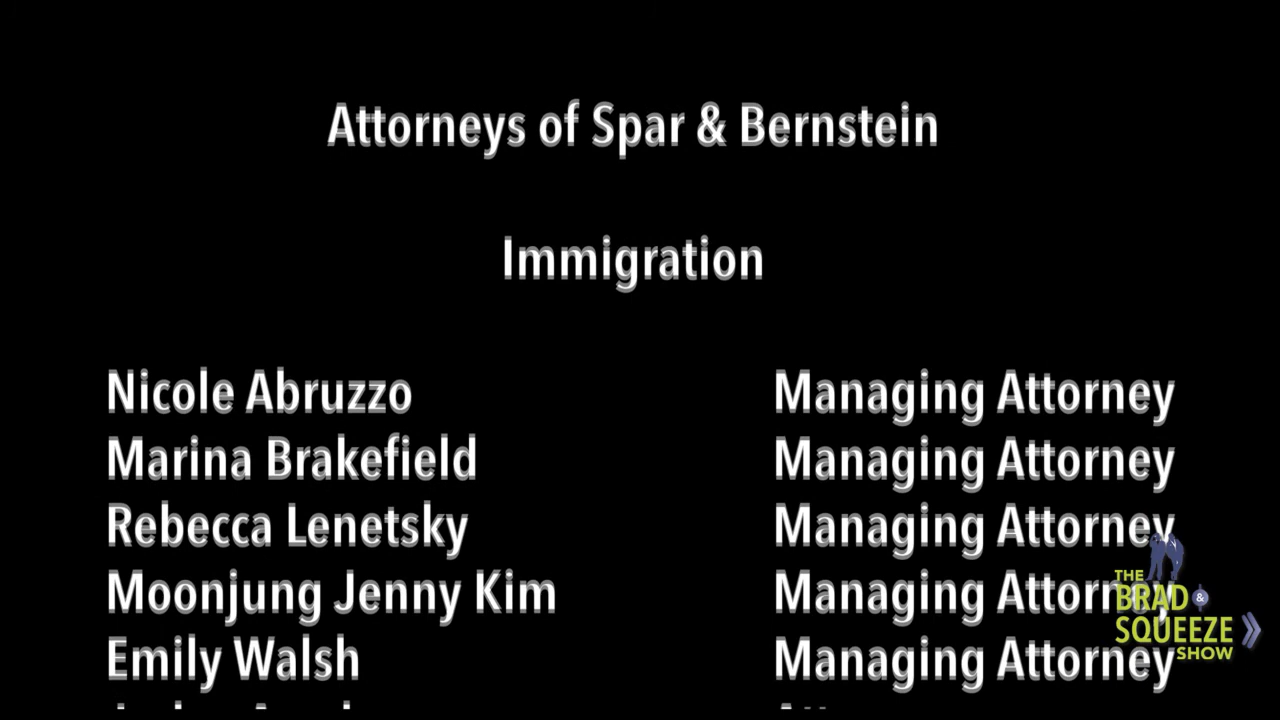 Attorneys of Spar & Bernstein
Immigration
Nicole Abruzzo Managing Attorney
Marina Brakefield Managing Attorney
Rebecca Lenetsky Managing Attorney
Moonjung Jenny Kim Managing Attorney
Emily Walsh Managing Attorney
THE
BRAD &
SQUEEZE
SHOW